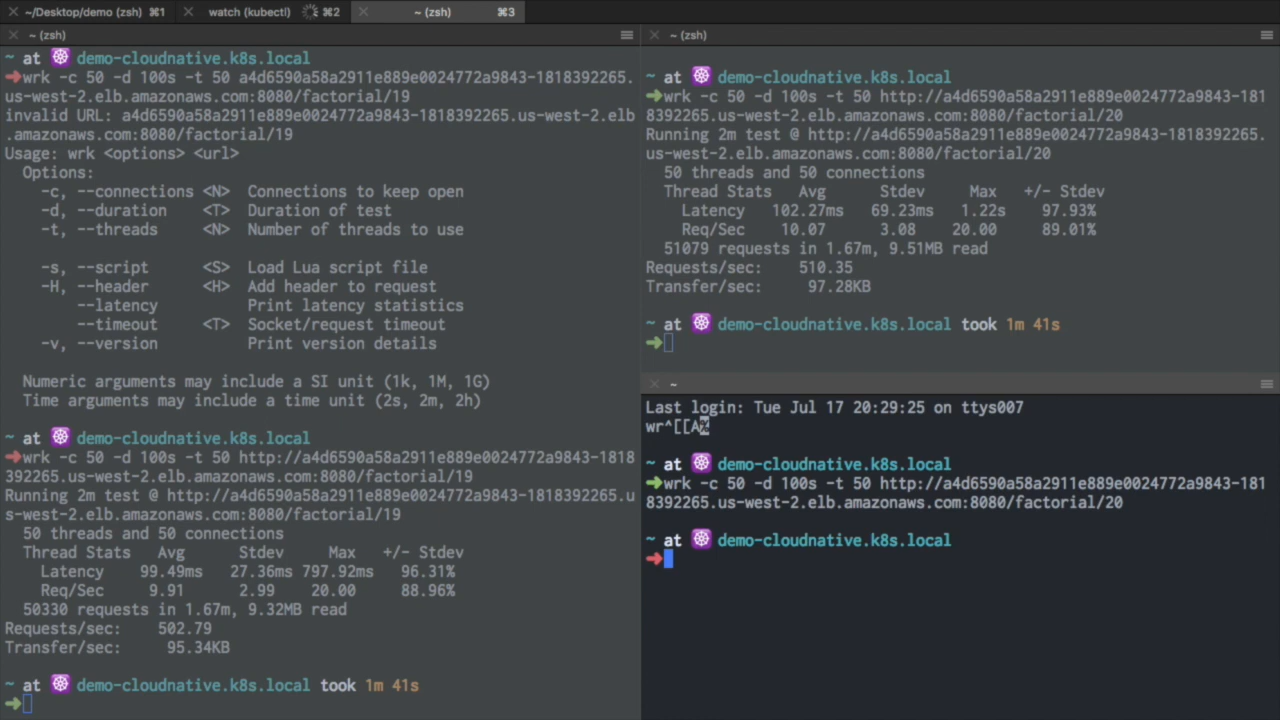 ~/Desktop/demo (zsh) ⌘1
watch (kubectl) ⌘2
~ (zsh) ⌘3
~ (zsh)
~ at demo-cloudnative.k8s.local
➜wrk -c 50 -d 100s -t 50 a4d6590a58a2911e889e0024772a9843-1818392265.
us-west-2.elb.amazonaws.com:8080/factorial/19
invalid URL: a4d6590a58a2911e889e0024772a9843-1818392265.us-west-2.elb
.amazonaws.com:8080/factorial/19
Usage: wrk <options> <url>
Options:
-c, --connections <N> Connections to keep open
-d, --duration <T> Duration of test
-t, --threads <N> Number of threads to use
-s, --script <S> Load Lua script file
-H, --header <H> Add header to request
--latency Print latency statistics
--timeout <T> Socket/request timeout
-v, --version Print version details
Numeric arguments may include a SI unit (1k, 1M, 1G)
Time arguments may include a time unit (2s, 2m, 2h)
~ at demo-cloudnative.k8s.local
➜wrk -c 50 -d 100s -t 50 http://a4d6590a58a2911e889e0024772a9843-1818
392265.us-west-2.elb.amazonaws.com:8080/factorial/19
Running 2m test @ http://a4d6590a58a2911e889e0024772a9843-1818392265.u
s-west-2.elb.amazonaws.com:8080/factorial/19
50 threads and 50 connections
Thread Stats Avg Stdev Max +/- Stdev
Latency 99.49ms 27.36ms 797.92ms 96.31%
Req/Sec 9.91 2.99 20.00 88.96%
50330 requests in 1.67m, 9.32MB read
Requests/sec: 502.79
Transfer/sec: 95.34KB
~ at demo-cloudnative.k8s.local took 1m 41s
➜
~ (zsh)
~ at demo-cloudnative.k8s.local
➜wrk -c 50 -d 100s -t 50 http://a4d6590a58a2911e889e0024772a9843-181
8392265.us-west-2.elb.amazonaws.com:8080/factorial/20
Running 2m test @ http://a4d6590a58a2911e889e0024772a9843-1818392265.
us-west-2.elb.amazonaws.com:8080/factorial/20
50 threads and 50 connections
Thread Stats Avg Stdev Max +/- Stdev
Latency 102.27ms 69.23ms 1.22s 97.93%
Req/Sec 10.07 3.08 20.00 89.01%
51079 requests in 1.67m, 9.51MB read
Requests/sec: 510.35
Transfer/sec: 97.28KB
~ at demo-cloudnative.k8s.local took 1m 41s
➜
~
Last login: Tue Jul 17 20:29:25 on ttys007
wr^[[A%
~ at demo-cloudnative.k8s.local
➜wrk -c 50 -d 100s -t 50 http://a4d6590a58a2911e889e0024772a9843-181
8392265.us-west-2.elb.amazonaws.com:8080/factorial/20
~ at demo-cloudnative.k8s.local
➜